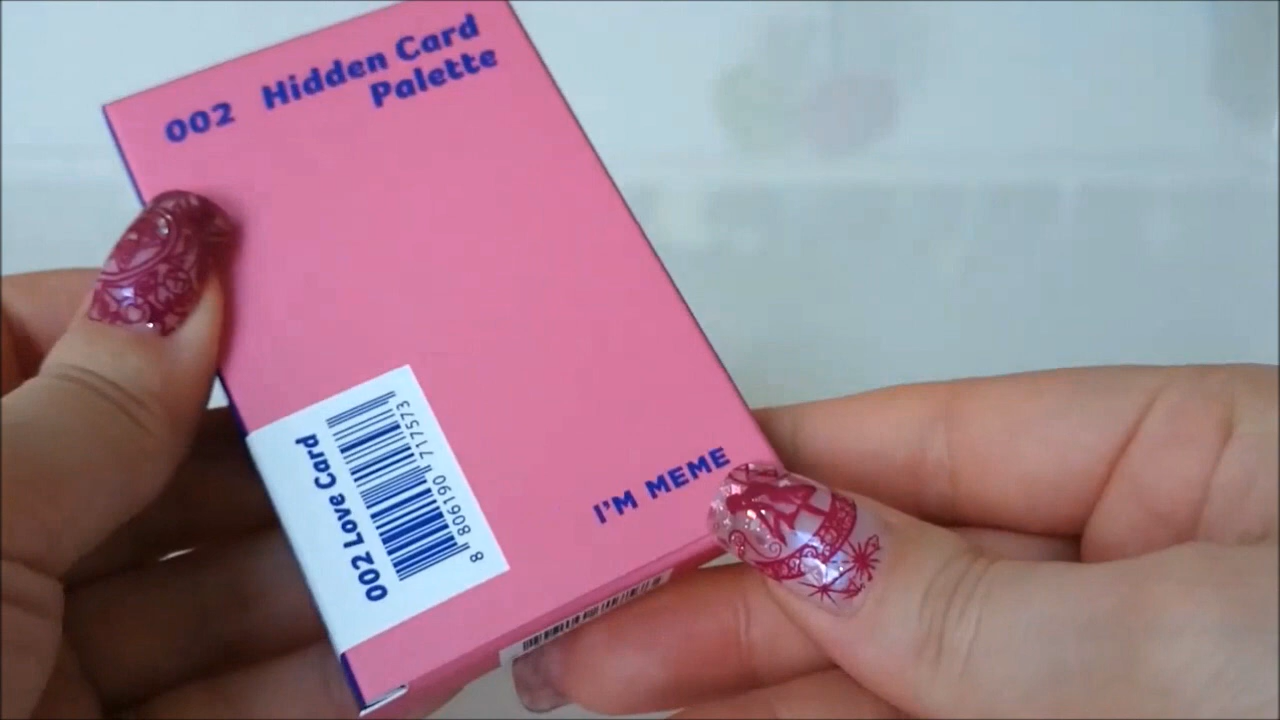 002 Hidden Card
Palette
002 Love Card
8 806190 717573
I'M MEME